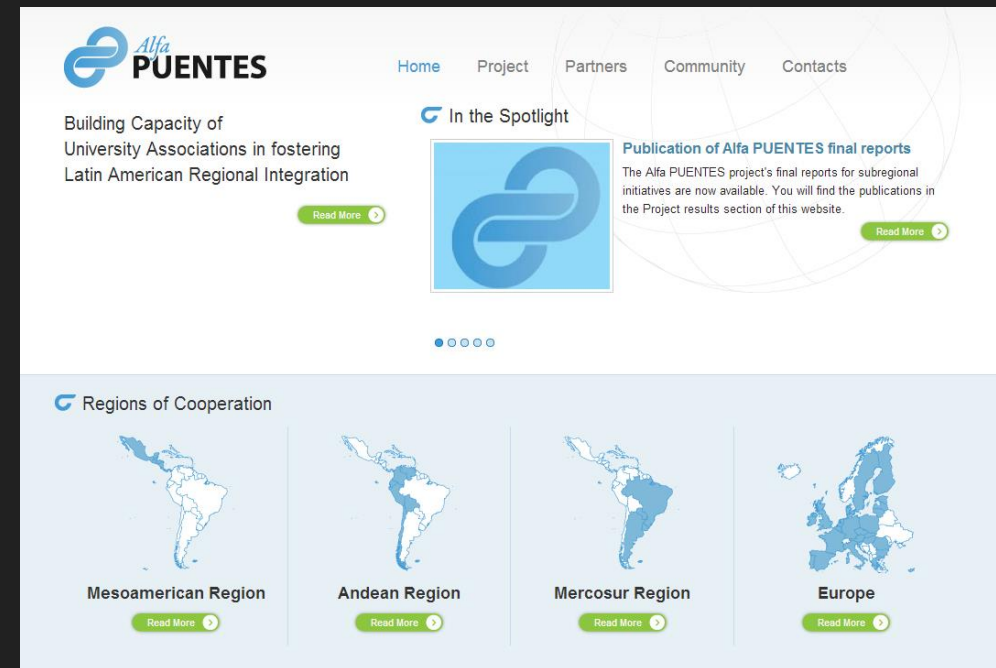 Alfa
PUENTES
Home Project Partners Community Contacts
Building Capacity of
University Associations in fostering
Latin American Regional Integration
Read More
In the Spotlight
Publication of Alfa PUENTES final reports
The Alfa PUENTES project's final reports for subregional
initiatives are now available. You will find the publications in
the Project results section of this website.
Read More
Regions of Cooperation
Mesoamerican Region
Read More
Andean Region
Read More
Mercosur Region
Read More
Europe
Read More